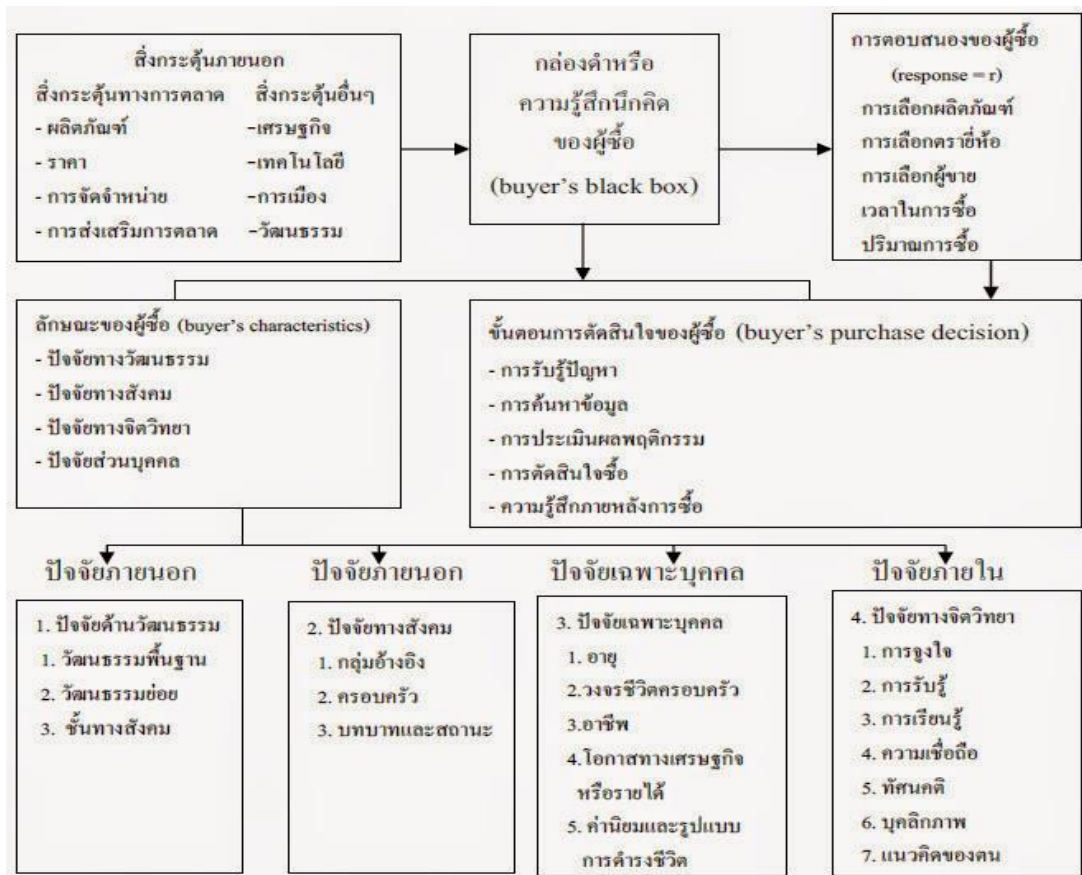 สิ่งกระตุ้นภายนอก
สิ่งกระตุ้นทางการตลาด สิ่งกระตุ้นอื่นๆ
- ผลิตภัณฑ์ -เศรษฐกิจ
- ราคา -เทคโนโลยี
- การจัดจำหน่าย -การเมือง
- การส่งเสริมการตลาด -วัฒนธรรม
กล่องดำหรือ
ความรู้สึกนึกคิด
ของผู้ซื้อ
(buyer's black box)
การตอบสนองของผู้ซื้อ
(response = r)
การเลือกผลิตภัณฑ์
การเลือกตรายี่ห้อ
การเลือกผู้ขาย
เวลาในการซื้อ
ปริมาณการซื้อ
ลักษณะของผู้ซื้อ (buyer's characteristics)
- ปัจจัยทางวัฒนธรรม
- ปัจจัยทางสังคม
- ปัจจัยทางจิตวิทยา
- ปัจจัยส่วนบุคคล
ขั้นตอนการตัดสินใจของผู้ซื้อ (buyer's purchase decision)
- การรับรู้ปัญหา
- การค้นหาข้อมูล
- การประเมินผลพฤติกรรม
- การตัดสินใจซื้อ
- ความรู้สึกภายหลังการซื้อ
ปัจจัยภายนอก
1. ปัจจัยด้านวัฒนธรรม
1. วัฒนธรรมพื้นฐาน
2. วัฒนธรรมย่อย
3. ชั้นทางสังคม
ปัจจัยภายนอก
2. ปัจจัยทางสังคม
1. กลุ่มอ้างอิง
2. ครอบครัว
3. บทบาทและสถานะ
ปัจจัยเฉพาะบุคคล
3. ปัจจัยเฉพาะบุคคล
1. อายุ
2.วงจรชีวิตครอบครัว
3.อาชีพ
4.โอกาสทางเศรษฐกิจ
หรือรายได้
5. ค่านิยมและรูปแบบ
การดำรงชีวิต
ปัจจัยภายใน
4. ปัจจัยทางจิตวิทยา
1. การจูงใจ
2. การรับรู้
3. การเรียนรู้
4. ความเชื่อถือ
5. ทัศนคติ
6. บุคลิกภาพ
7. แนวคิดของตน